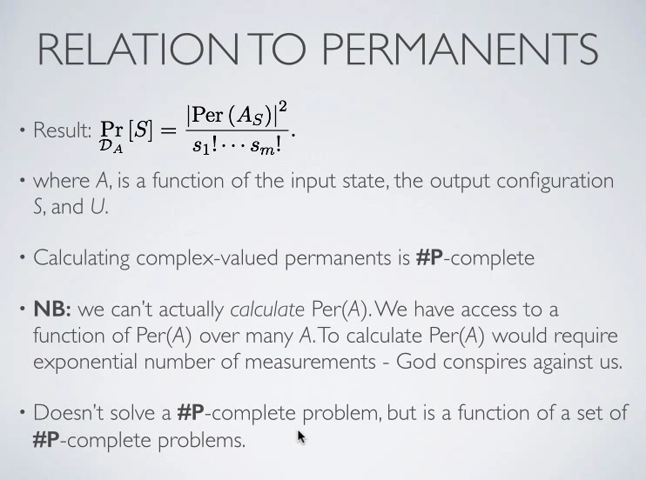 RELATION TO PERMANENTS
• Result: Pr_{D_A}[S] = |Per (A_S)|² / s₁! ⋯ s_m! .
• where A, is a function of the input state, the output configuration
S, and U.
• Calculating complex-valued permanents is #P-complete
• NB: we can't actually calculate Per(A). We have access to a
function of Per(A) over many A. To calculate Per(A) would require
exponential number of measurements - God conspires against us.
• Doesn't solve a #P-complete problem, but is a function of a set of
#P-complete problems.